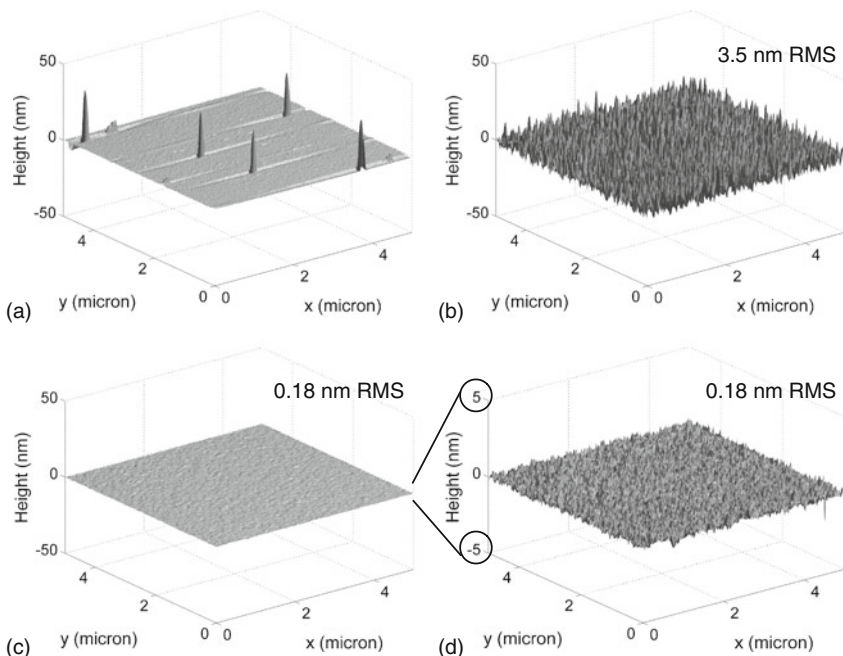 50
0
-50
Height (nm)
4
2
0
y (micron)
0
2
4
x (micron)
(a)
3.5 nm RMS
50
0
-50
Height (nm)
4
2
0
y (micron)
0
2
4
x (micron)
(b)
0.18 nm RMS
50
0
-50
Height (nm)
4
2
0
y (micron)
0
2
4
x (micron)
(c)
0.18 nm RMS
5
0
-5
Height (nm)
4
2
0
y (micron)
0
2
4
x (micron)
(d)